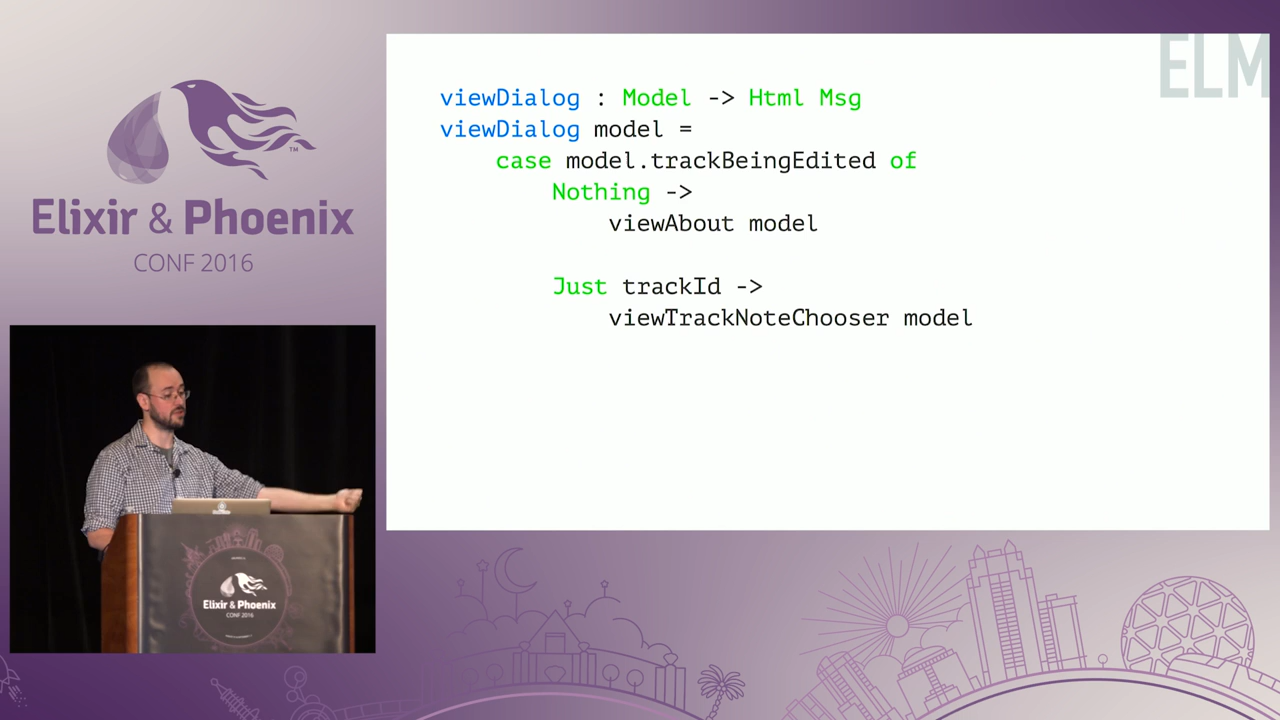 Elixir & Phoenix
CONF 2016
TM
ELM
viewDialog : Model -> Html Msg
viewDialog model =
    case model.trackBeingEdited of
        Nothing ->
            viewAbout model
        Just trackId ->
            viewTrackNoteChooser model
Elixir & Phoenix
CONF 2016